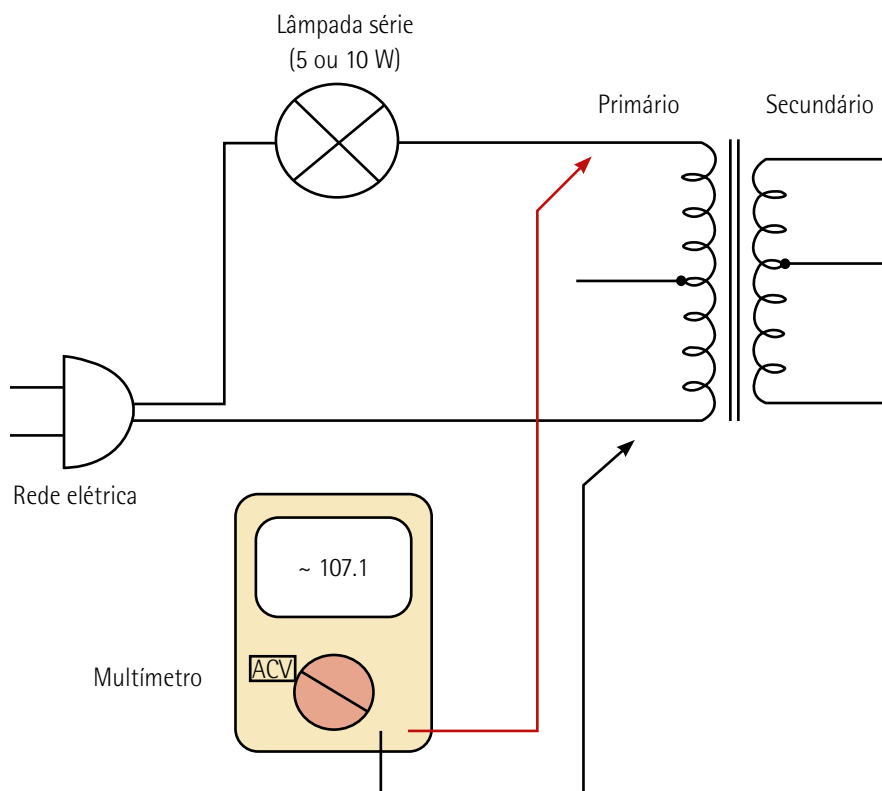 Lâmpada série
(5 ou 10 W)
Primário
Secundário
Rede elétrica
~ 107.1
ACV
Multímetro